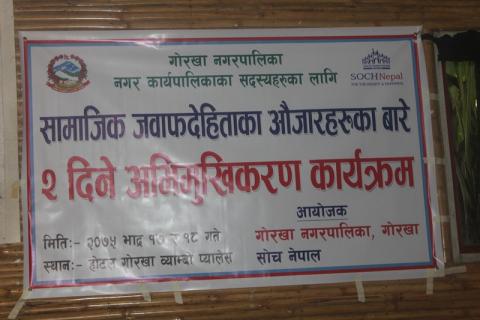 गोरखा नगरपालिका
नगर कार्यपालिकाका सदस्यहरुका लागि
SOCHNepal
सामाजिक जवाफदेहिताका औजारहरुका बारे
२ दिने अभिमुखिकरण कार्यक्रम
मिति:- २०७५ भाद्र १७ र १८ गते
स्थान:- होटल गोरखा ब्याम्बो प्यालेस
आयोजक
गोरखा नगरपालिका, गोरखा
सोच नेपाल